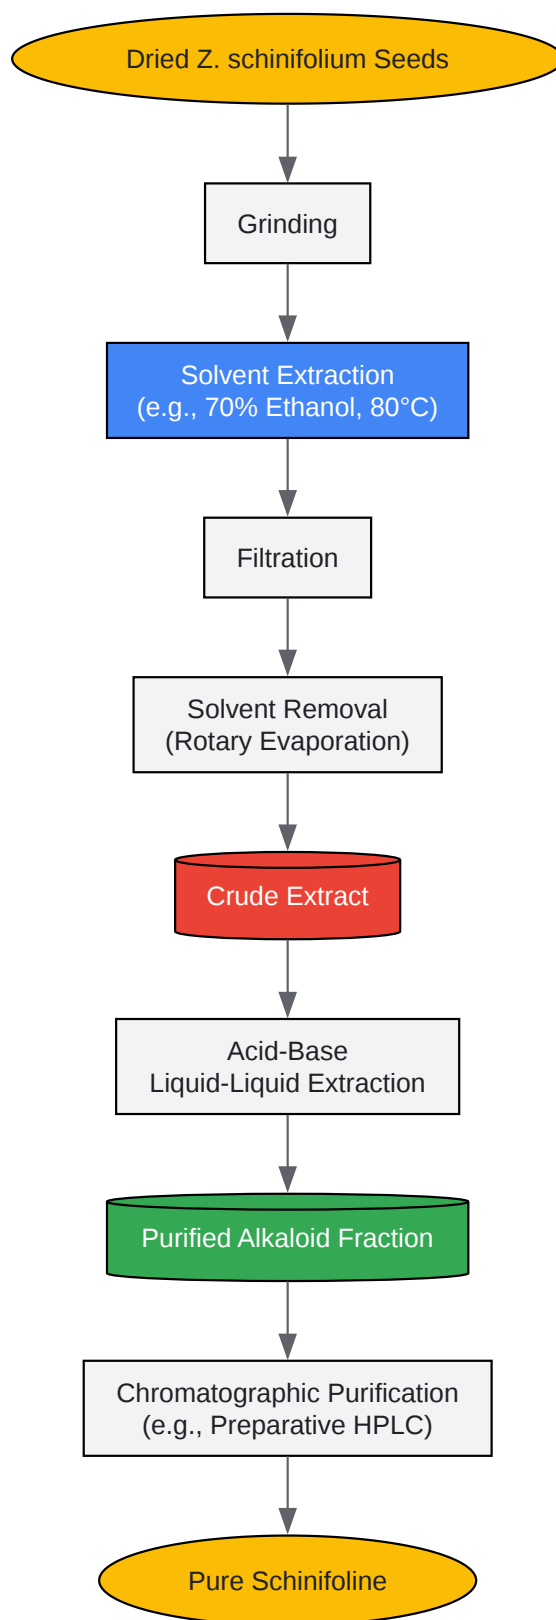 Dried Z. schinifolium Seeds
Grinding
Solvent Extraction
(e.g., 70% Ethanol, 80°C)
Filtration
Solvent Removal
(Rotary Evaporation)
Crude Extract
Acid-Base
Liquid-Liquid Extraction
Purified Alkaloid Fraction
Chromatographic Purification
(e.g., Preparative HPLC)
Pure Schinifoline